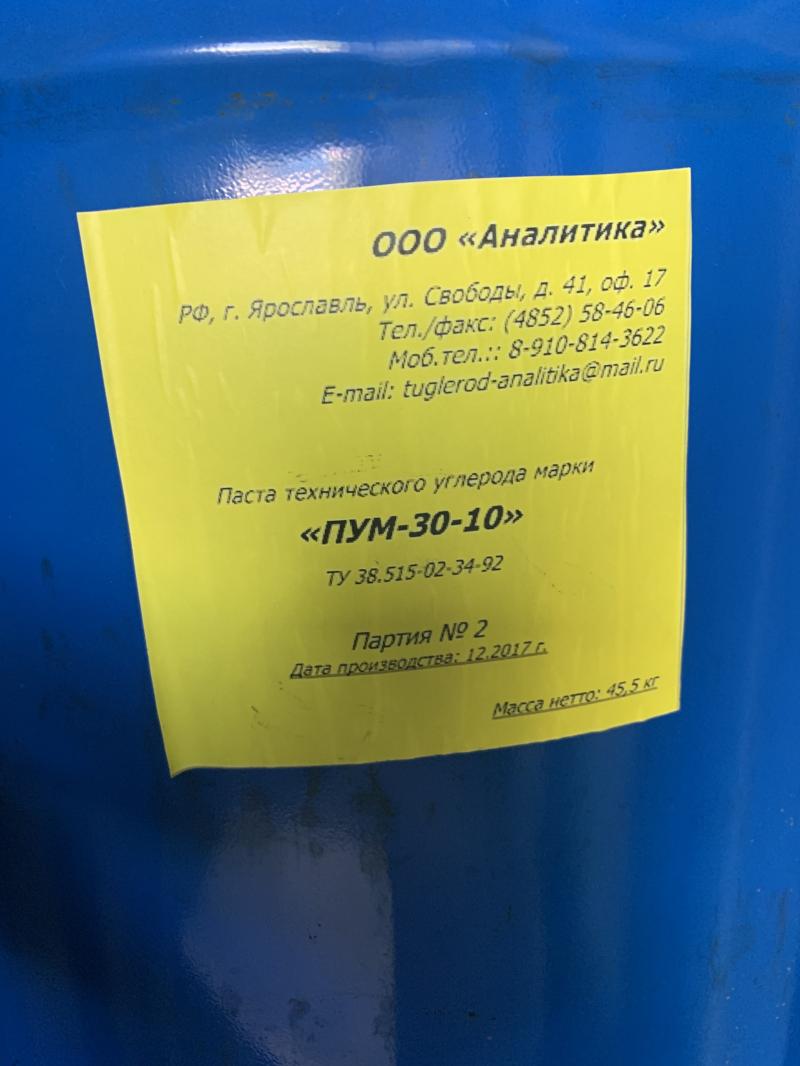 ООО «Аналитика»
РФ, г. Ярославль, ул. Свободы, д. 41, оф. 17
Тел./факс: (4852) 58-46-06
Моб.тел.:: 8-910-814-3622
E-mail: tuglerod-analitika@mail.ru
Паста технического углерода марки
«ПУМ-30-10»
ТУ 38.515-02-34-92
Партия № 2
Дата производства: 12.2017 г.
Масса нетто: 45,5 кг